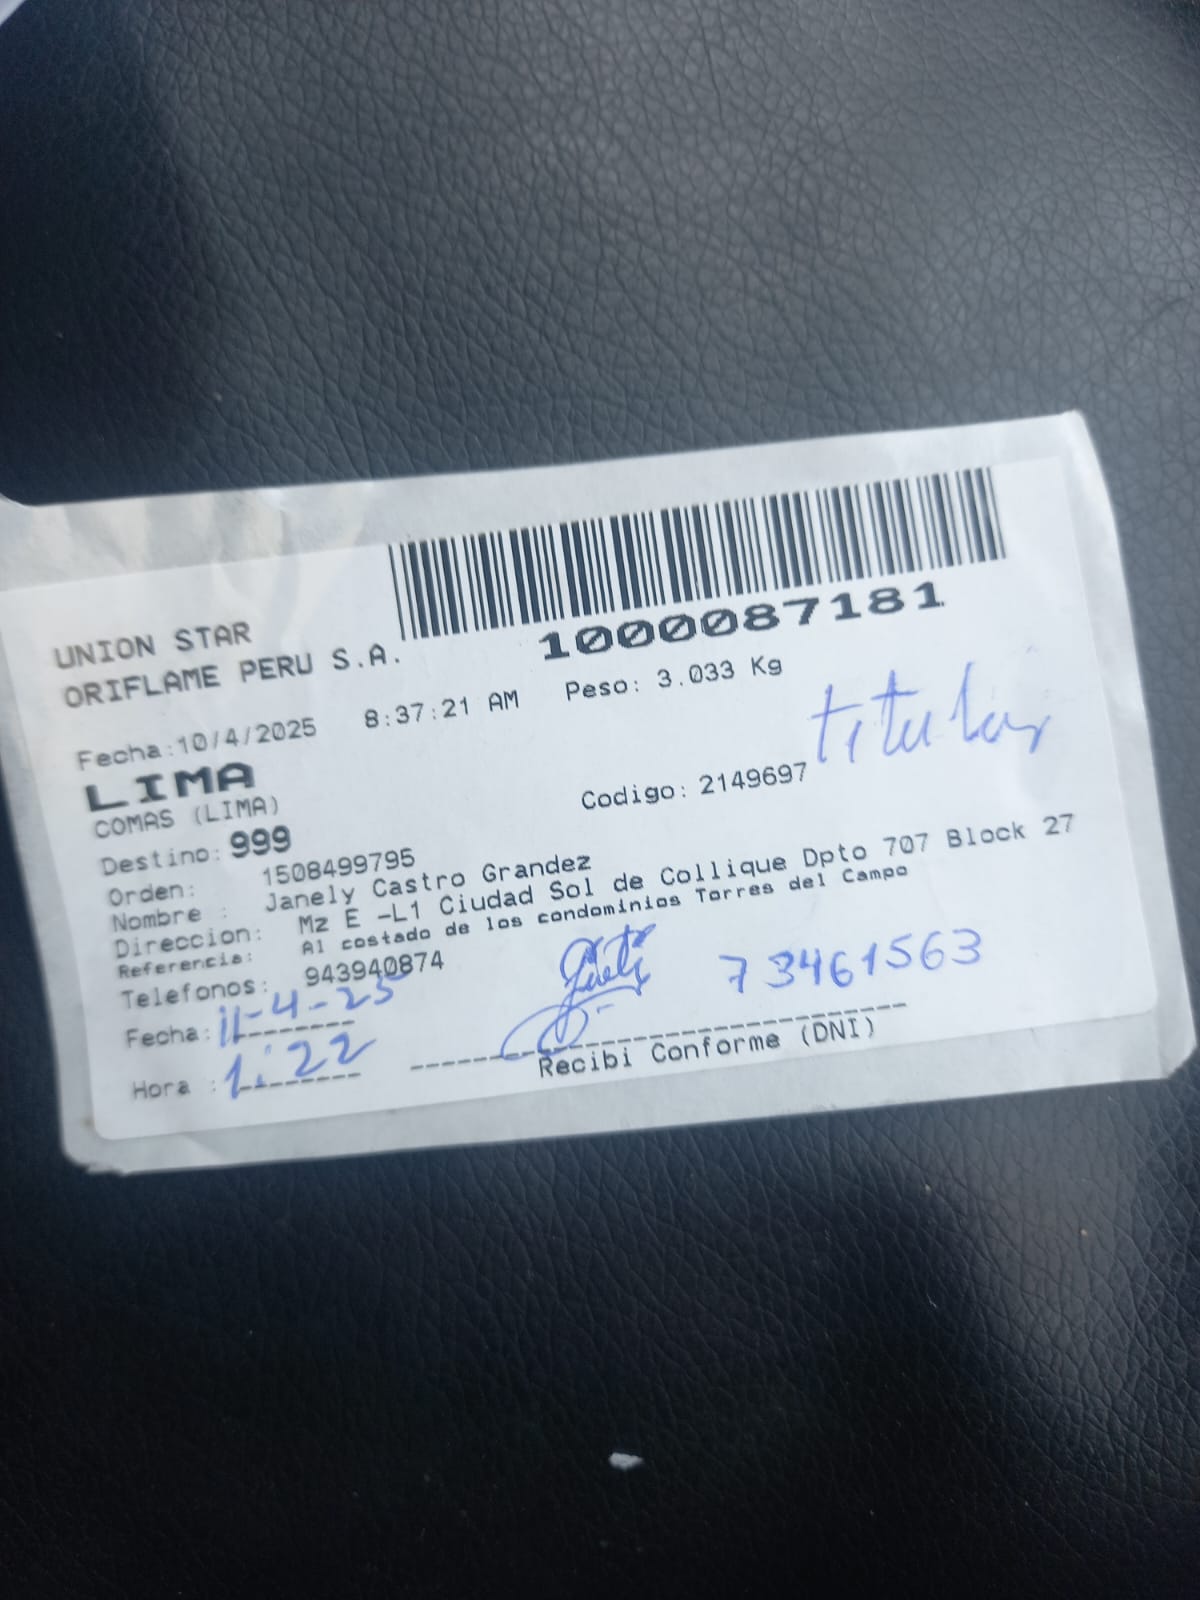 1000087181
UNION STAR
ORIFLAME PERU S.A.
Fecha:10/4/2025 8:37:21 AM Peso: 3.033 Kg
LIMA
titular
COMAS (LIMA) Codigo: 2149697
Destino: 999
Orden: 1508499795
Nombre : Janely Castro Grandez
Direccion: Mz E -L1 Ciudad Sol de Collique Dpto 707 Block 27
Referencia: Al costado de los condominios Torres del Campo
Telefonos: 943940874
Fecha: 11-4-25
73461563
Hora : 1:22
Recibi Conforme (DNI)